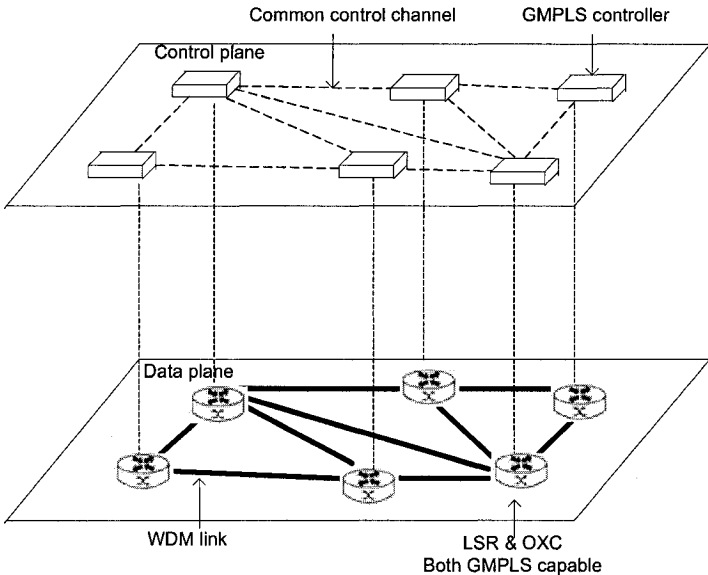 Common control channel
GMPLS controller
Control plane
Data plane
WDM link
LSR & OXC
Both GMPLS capable